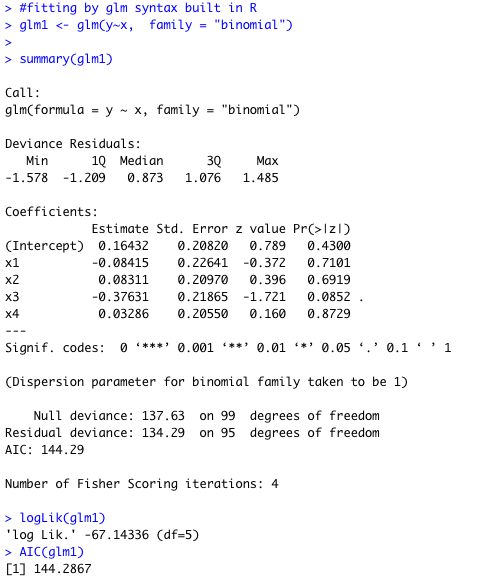 > #fitting by glm syntax built in R
> glm1 <- glm(y~x,  family = "binomial")
>
> summary(glm1)

Call:
glm(formula = y ~ x, family = "binomial")

Deviance Residuals:
   Min      1Q  Median      3Q     Max
-1.578  -1.209   0.873   1.076   1.485

Coefficients:
            Estimate Std. Error z value Pr(>|z|)
(Intercept)  0.16432    0.20820   0.789   0.4300
x1          -0.08415    0.22641  -0.372   0.7101
x2           0.08311    0.20970   0.396   0.6919
x3          -0.37631    0.21865  -1.721   0.0852 .
x4           0.03286    0.20550   0.160   0.8729
---
Signif. codes:  0 ‘***’ 0.001 ‘**’ 0.01 ‘*’ 0.05 ‘.’ 0.1 ‘ ’ 1

(Dispersion parameter for binomial family taken to be 1)

    Null deviance: 137.63  on 99  degrees of freedom
Residual deviance: 134.29  on 95  degrees of freedom
AIC: 144.29

Number of Fisher Scoring iterations: 4

> logLik(glm1)
'log Lik.' -67.14336 (df=5)
> AIC(glm1)
[1] 144.2867